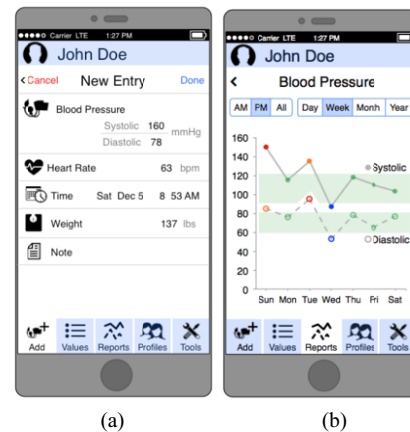 Carrier LTE 1:27 PM
John Doe
Cancel New Entry Done
Blood Pressure
Systolic 160
mmHg
Diastolic 78
Heart Rate 63 bpm
Time Sat Dec 5 8 53 AM
Weight 137 lbs
Note
Add Values Reports Profiles Tools
(a)
Carrier LTE 1:27 PM
John Doe
Blood Pressure
AM PM All Day Week Month Year
160
140
120
Systolic
100
80
Diastolic
60
40
20
0
Sun Mon Tue Wed Thu Fri Sat
Add Values Reports Profiles Tools
(b)